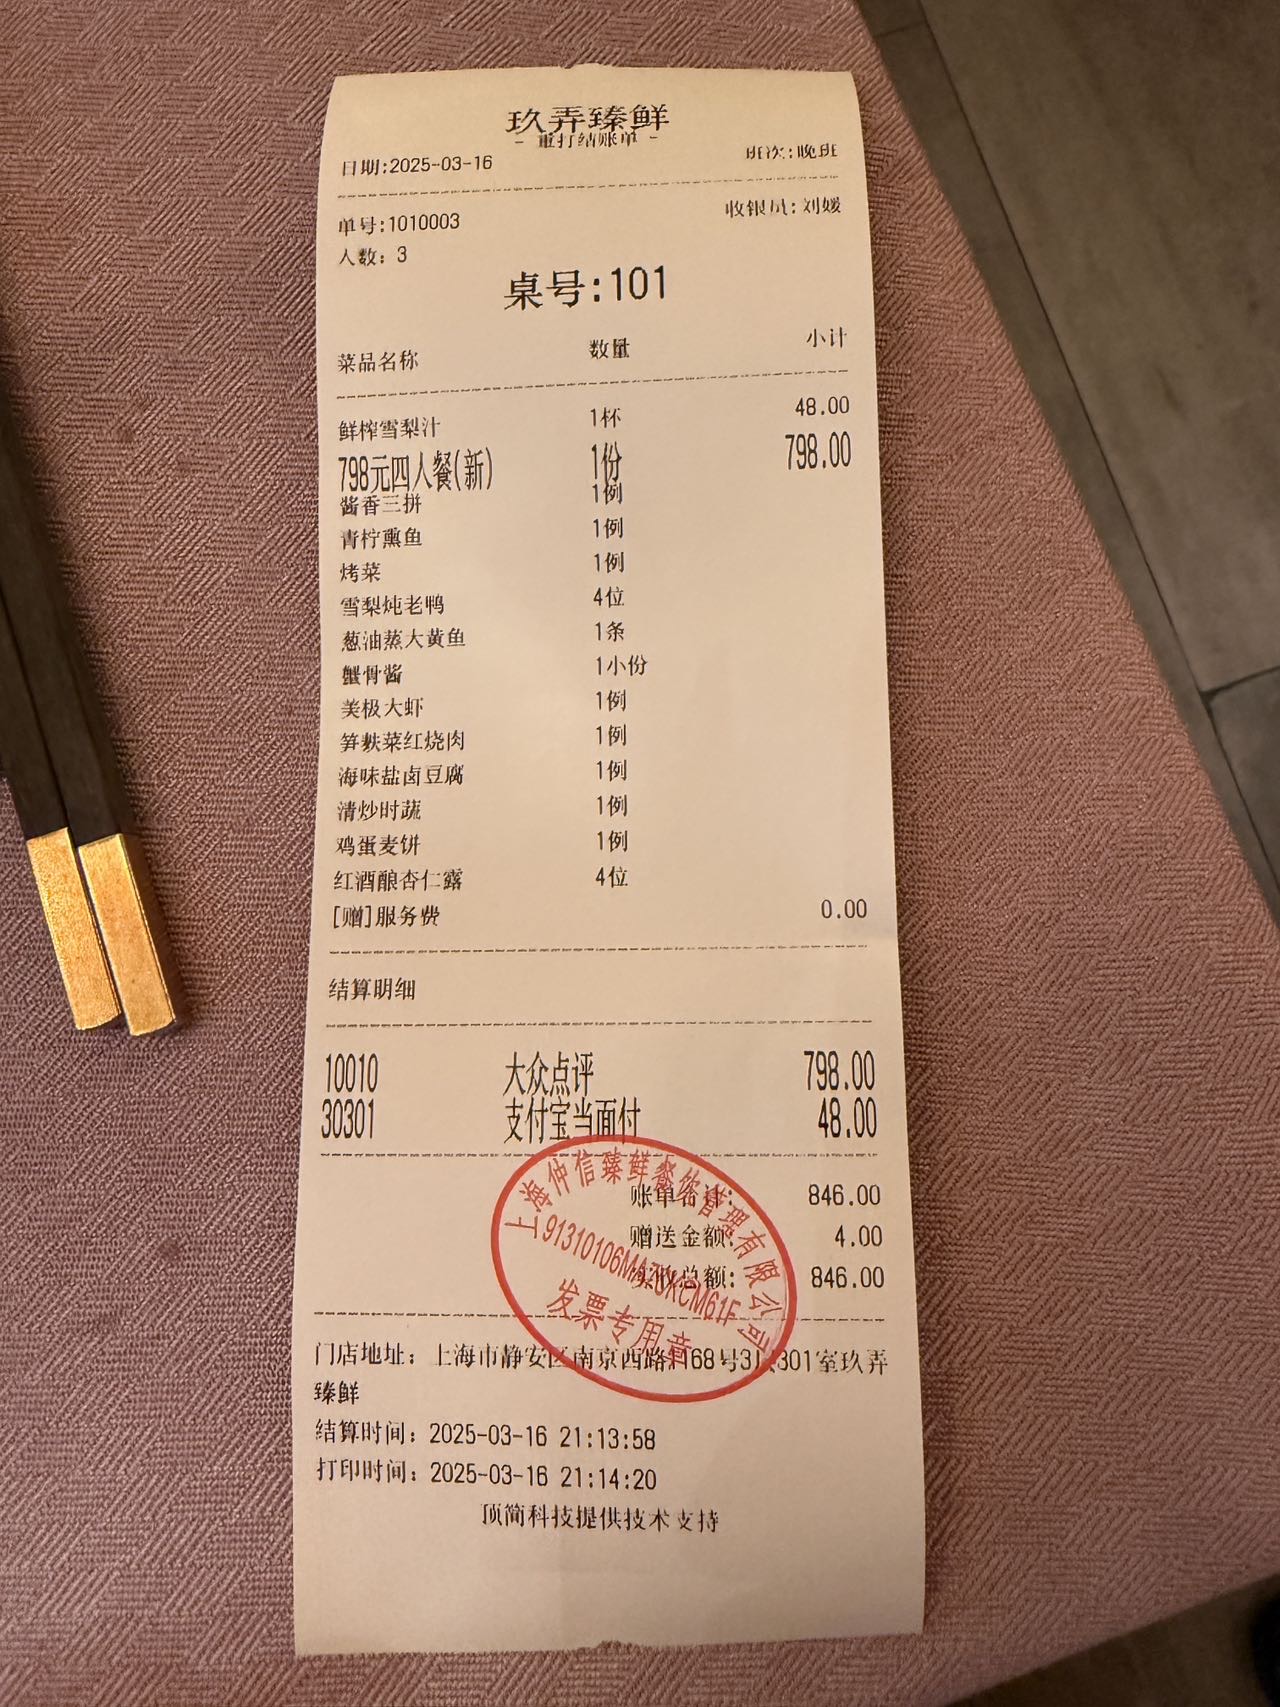 玖弄臻鲜
- 重打结账单 -
日期:2025-03-16 班次:晚班
单号:1010003 收银员:刘媛
人数: 3
桌号:101
菜品名称 数量 小计
鲜榨雪梨汁 1杯 48.00
798元四人餐(新) 1份 798.00
酱香三拼 1例
青柠熏鱼 1例
烤菜 1例
雪梨炖老鸭 4位
葱油蒸大黄鱼 1条
蟹骨酱 1小份
美极大虾 1例
笋麸菜红烧肉 1例
海味盐卤豆腐 1例
清炒时蔬 1例
鸡蛋麦饼 1例
红酒酿杏仁露 4位
[赠]服务费 0.00
结算明细
10010 大众点评 798.00
30301 支付宝当面付 48.00
账单合计: 846.00
赠送金额: 4.00
实收总额: 846.00
上海仲信臻鲜餐饮管理有限公司
发票专用章
门店地址: 上海市静安区南京西路1168号3层301室玖弄
臻鲜
结算时间: 2025-03-16 21:13:58
打印时间: 2025-03-16 21:14:20
顶简科技提供技术支持